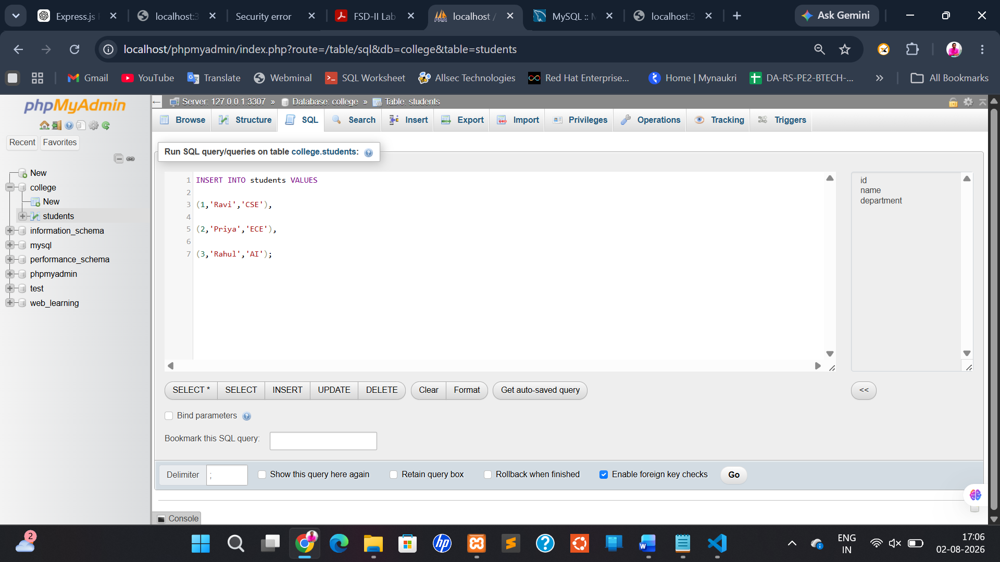 Express.js
localhost:3
Security error
FSD-II Lab
localhost /
MySQL ::
localhost:3
Ask Gemini
localhost/phpmyadmin/index.php?route=/table/sql&db=college&table=students
Gmail
YouTube
Translate
Webminal
SQL Worksheet
Allsec Technologies
Red Hat Enterprise...
Home | Mynaukri
DA-RS-PE2-BTECH-...
»
All Bookmarks
phpMyAdmin
Recent
Favorites
New
college
New
students
information_schema
mysql
performance_schema
phpmyadmin
test
web_learning
Server: 127.0.0.1:3307 » Database: college » Table: students
Browse
Structure
SQL
Search
Insert
Export
Import
Privileges
Operations
Tracking
Triggers
Run SQL query/queries on table college.students:
1 INSERT INTO students VALUES
2
3 (1,'Ravi','CSE'),
4
5 (2,'Priya','ECE'),
6
7 (3,'Rahul','AI');
id
name
department
SELECT *
SELECT
INSERT
UPDATE
DELETE
Clear
Format
Get auto-saved query
<<
Bind parameters
Bookmark this SQL query:
Delimiter
;
Show this query here again
Retain query box
Rollback when finished
Enable foreign key checks
Go
Console
2
hp
ENG
IN
17:06
02-08-2026